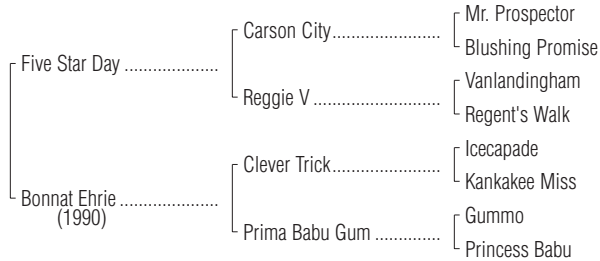 Mr. Prospector
Carson City
Blushing Promise
Five Star Day
Vanlandingham
Reggie V
Regent's Walk
Icecapade
Clever Trick
Kankakee Miss
Bonnat Ehrie
(1990)
Gummo
Prima Babu Gum
Princess Babu